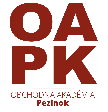 OA
PK
OBCHODNÁ AKADÉMIA
Pezinok